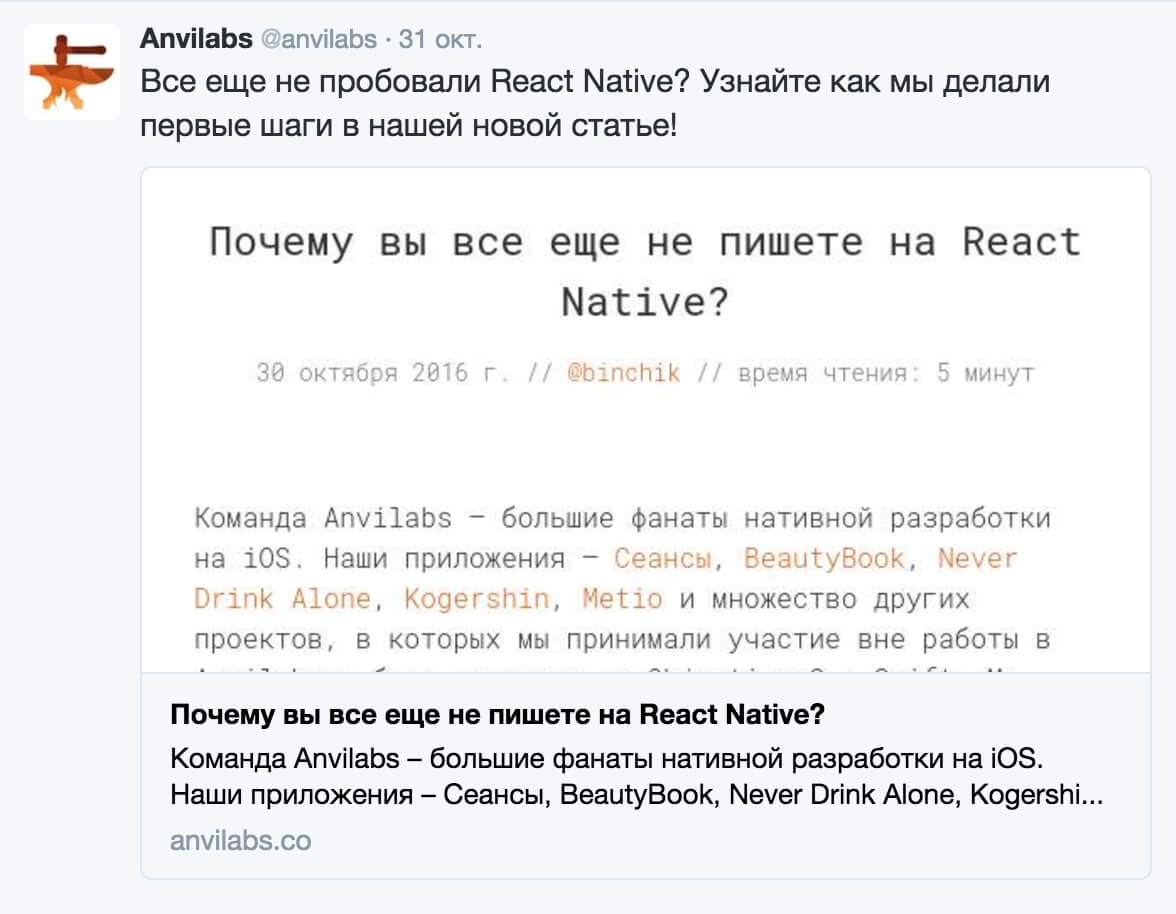 Anvilabs @anvilabs · 31 окт.
Все еще не пробовали React Native? Узнайте как мы делали
первые шаги в нашей новой статье!
Почему вы все еще не пишете на React
Native?
30 октября 2016 г. // @binchik // время чтения: 5 минут
Команда Anvilabs – большие фанаты нативной разработки
на iOS. Наши приложения – Сеансы, BeautyBook, Never
Drink Alone, Kogershin, Metio и множество других
проектов, в которых мы принимали участие вне работы в
Почему вы все еще не пишете на React Native?
Команда Anvilabs – большие фанаты нативной разработки на iOS.
Наши приложения – Сеансы, BeautyBook, Never Drink Alone, Kogershi...
anvilabs.co